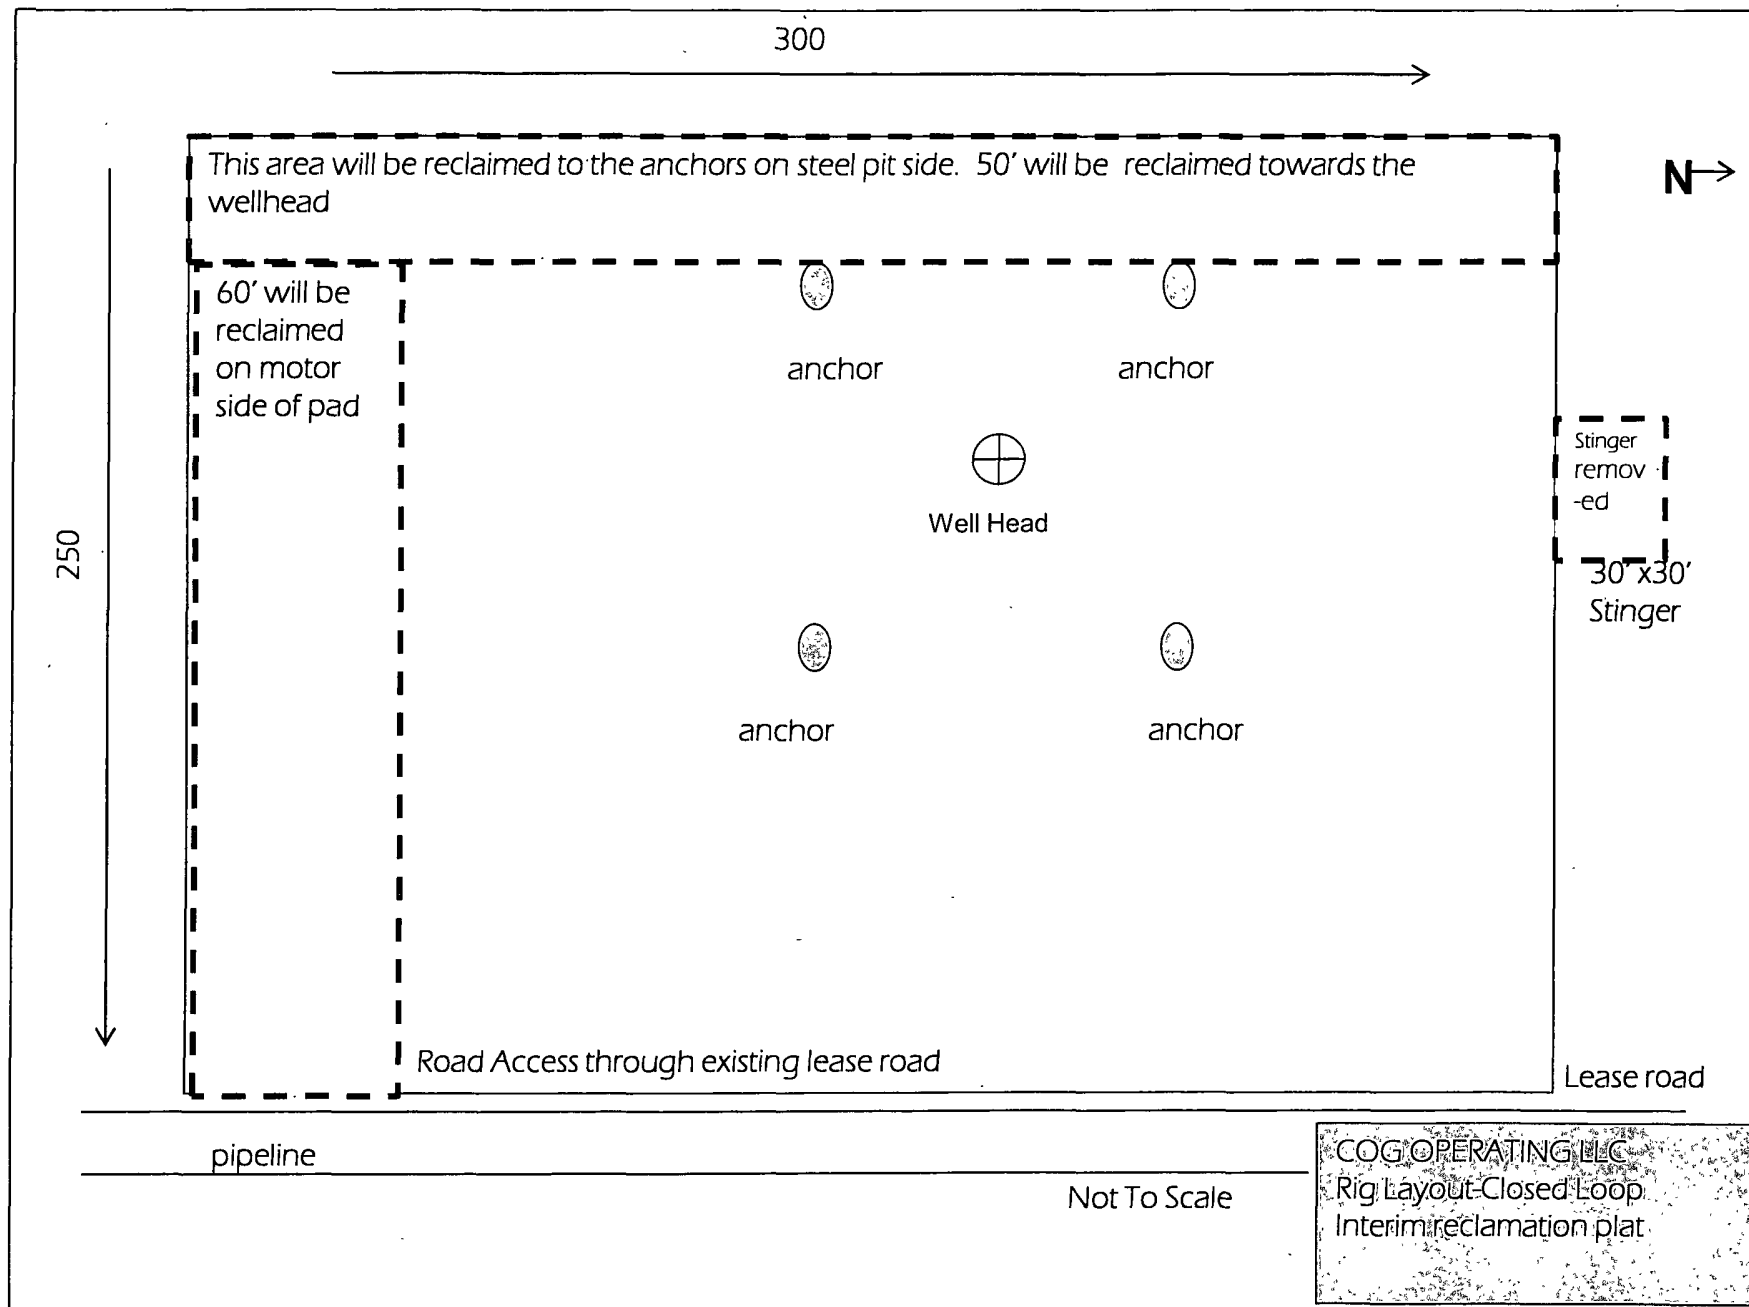 300
This area will be reclaimed to the anchors on steel pit side. 50' will be reclaimed towards the
wellhead
N
60' will be
reclaimed
on motor
side of pad
anchor
anchor
Stinger
remov
-ed
Well Head
250
30' x30'
Stinger
anchor
anchor
Road Access through existing lease road
Lease road
pipeline
Not To Scale
COG OPERATING LLC
Rig Layout-Closed Loop
Interim reclamation plat